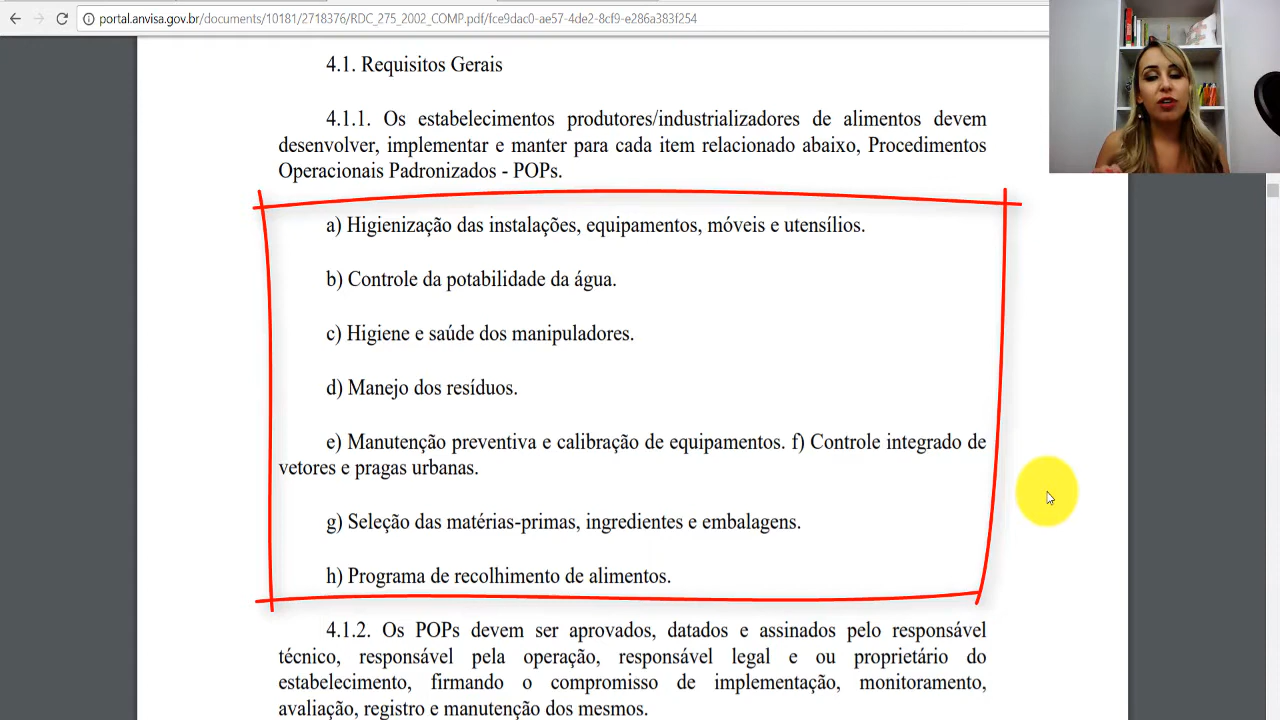 portal.anvisa.gov.br/documents/10181/2718376/RDC_275_2002_COMP.pdf/fce9dac0-ae57-4de2-8cf9-e286a383f254
4.1. Requisitos Gerais
4.1.1. Os estabelecimentos produtores/industrializadores de alimentos devem
desenvolver, implementar e manter para cada item relacionado abaixo, Procedimentos
Operacionais Padronizados - POPs.
a) Higienização das instalações, equipamentos, móveis e utensílios.
b) Controle da potabilidade da água.
c) Higiene e saúde dos manipuladores.
d) Manejo dos resíduos.
e) Manutenção preventiva e calibração de equipamentos. f) Controle integrado de
vetores e pragas urbanas.
g) Seleção das matérias-primas, ingredientes e embalagens.
h) Programa de recolhimento de alimentos.
4.1.2. Os POPs devem ser aprovados, datados e assinados pelo responsável
técnico, responsável pela operação, responsável legal e ou proprietário do
estabelecimento, firmando o compromisso de implementação, monitoramento,
avaliação, registro e manutenção dos mesmos.